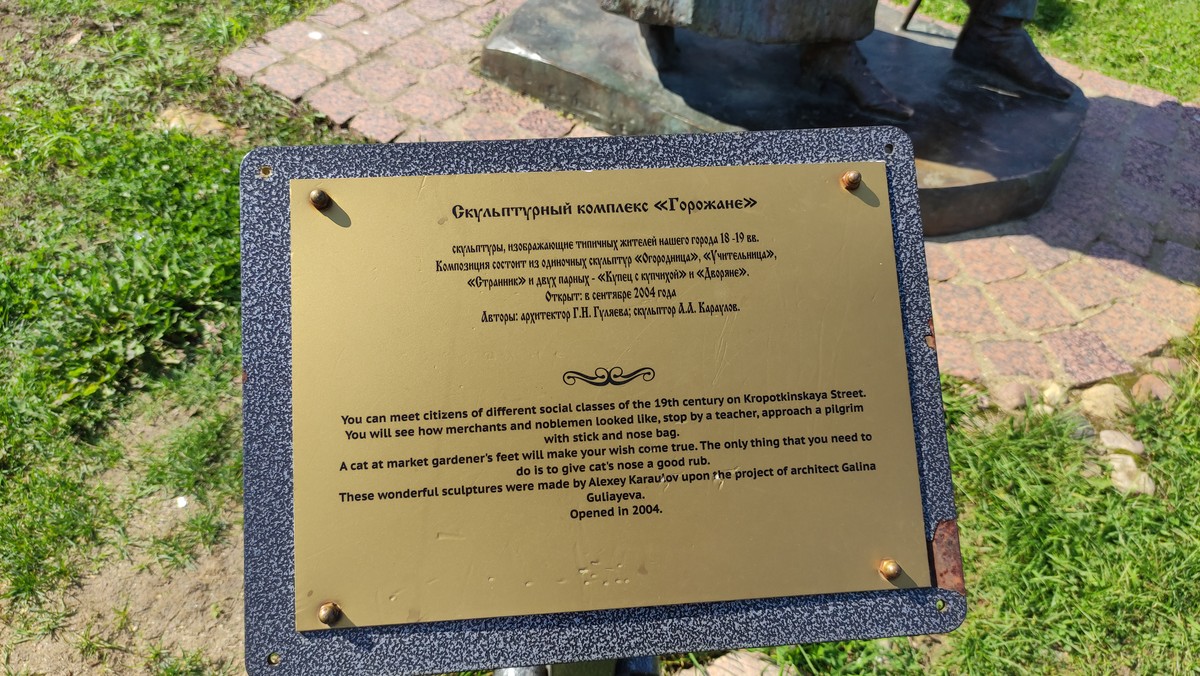 Скульптурный комплекс «Горожане»
скульптуры, изображающие типичных жителей нашего города 18 -19 вв.
Композиция состоит из одиночных скульптур «Огородница», «Учительница»,
«Странник» и двух парных - «Купец с купчихой» и «Дворяне».
Открыт: в сентябре 2004 года
Авторы: архитектор Г.Н. Гуляева; скульптор А.А. Караулов.
You can meet citizens of different social classes of the 19th century on Kropotkinskaya Street.
You will see how merchants and noblemen looked like, stop by a teacher, approach a pilgrim
with stick and nose bag.
A cat at market gardener's feet will make your wish come true. The only thing that you need to
do is to give cat's nose a good rub.
These wonderful sculptures were made by Alexey Karaulov upon the project of architect Galina
Guliayeva.
Opened in 2004.